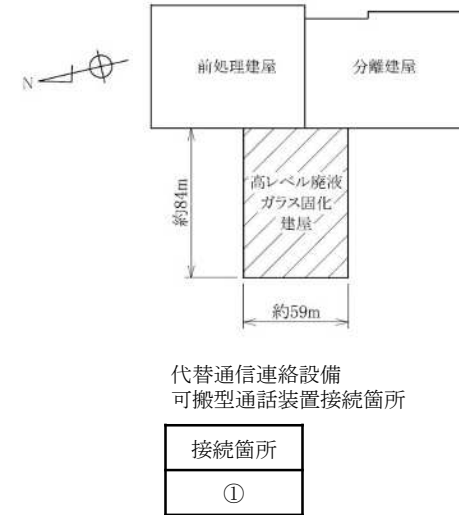 前処理建屋
分離建屋
N
高レベル廃液
ガラス固化
建屋
約84m
約59m
代替通信連絡設備
可搬型通話装置接続箇所
接続箇所
①